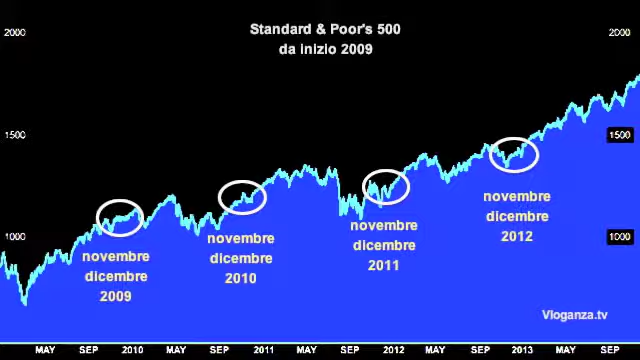 Standard & Poor's 500
da inizio 2009
2000
2000
1500
1500
1000
1000
novembre
dicembre
2009
novembre
dicembre
2010
novembre
dicembre
2011
novembre
dicembre
2012
Vloganza.tv
MAY SEP 2010 MAY SEP 2011 MAY SEP 2012 MAY SEP 2013 MAY SEP